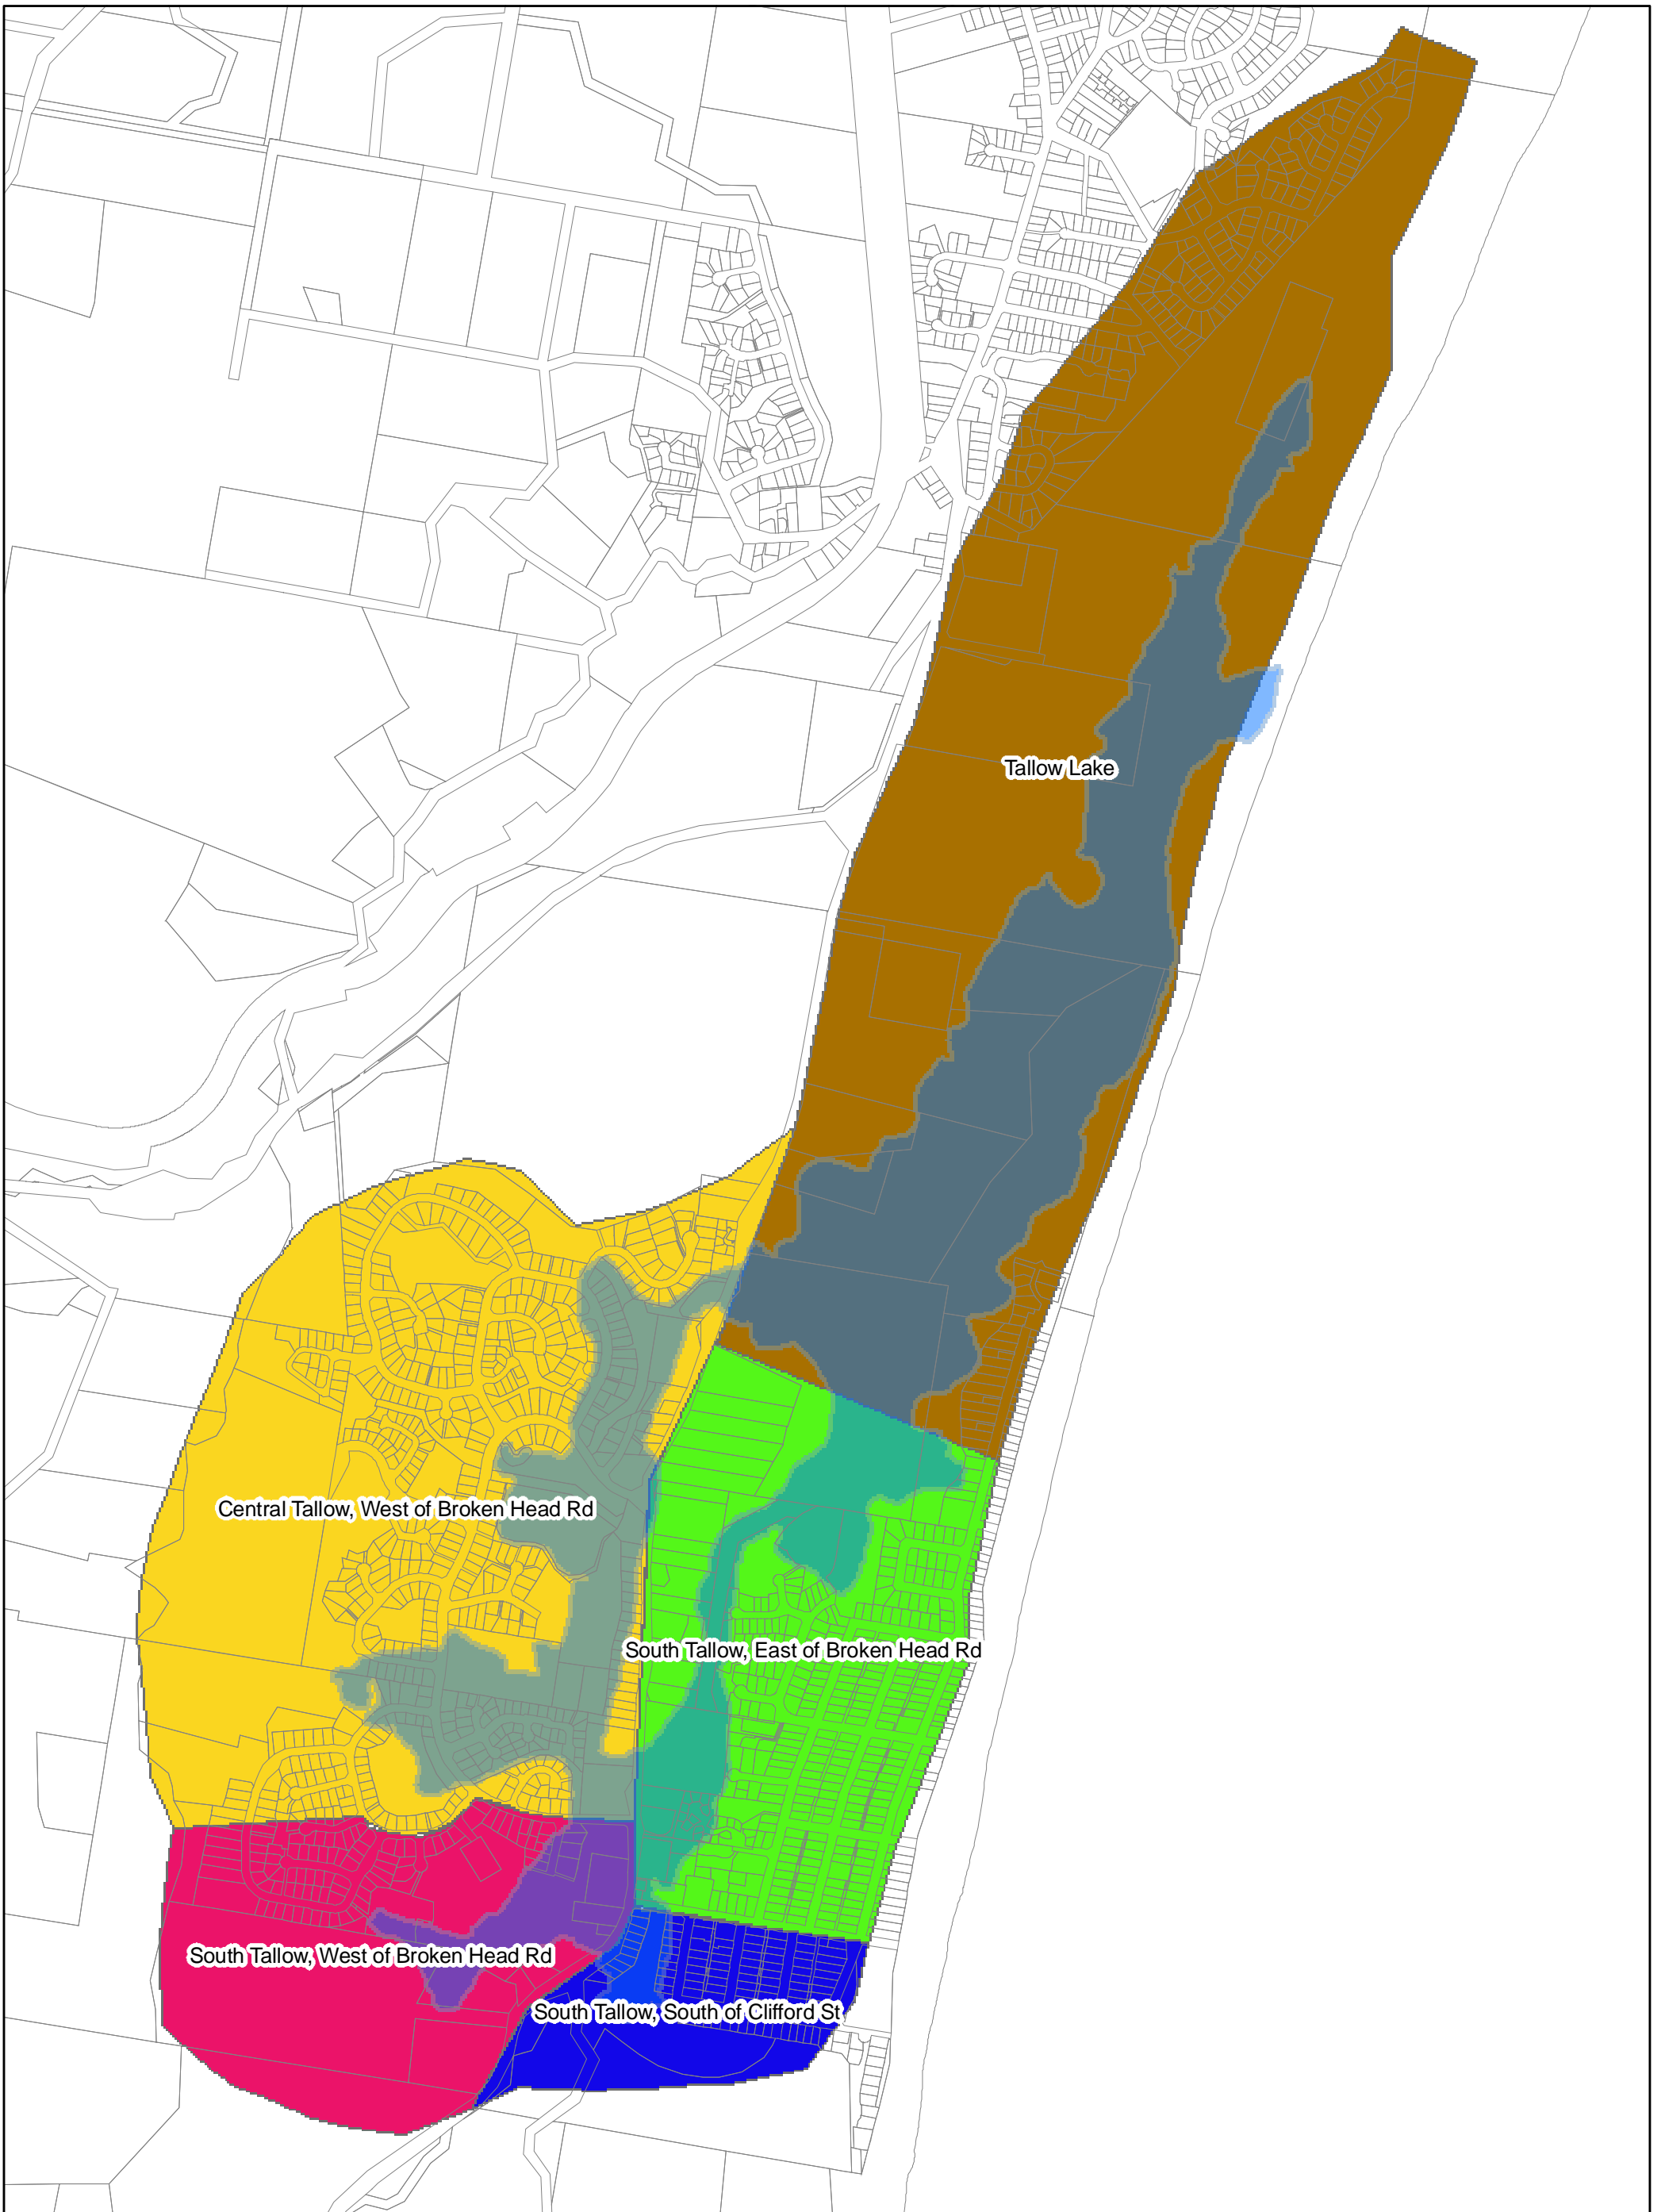 Tallow Lake
Central Tallow, West of Broken Head Rd
South Tallow, East of Broken Head Rd
South Tallow, West of Broken Head Rd
South Tallow, South of Clifford St